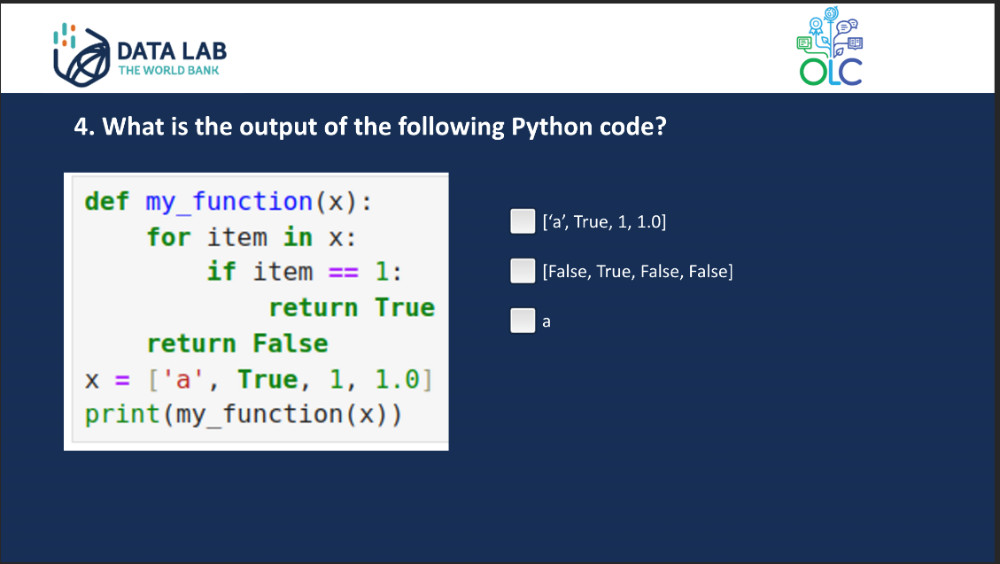 DATA LAB
THE WORLD BANK
OLC
4. What is the output of the following Python code?
def my_function(x):
    for item in x:
        if item == 1:
            return True
    return False
x = ['a', True, 1, 1.0]
print(my_function(x))
[‘a’, True, 1, 1.0]
[False, True, False, False]
a